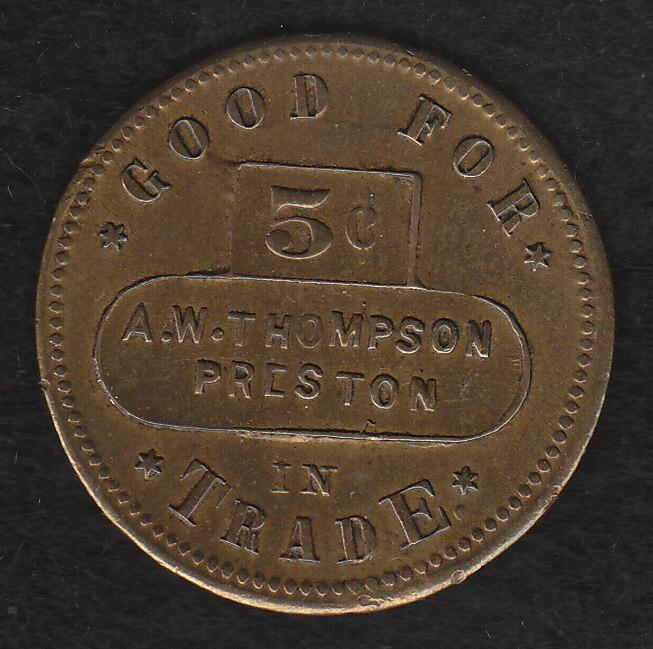 GOOD FOR
5¢
A.W. THOMPSON
PRESTON
IN
TRADE.